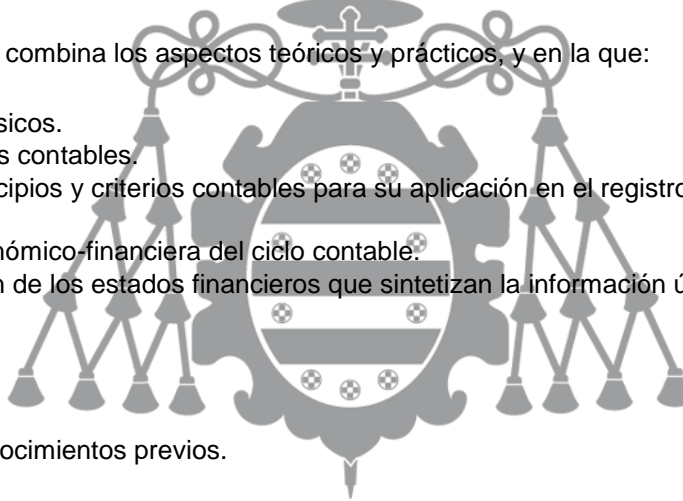 combina los aspectos teóricos y prácticos, y en la que:
sicos.
s contables.
cipios y criterios contables para su aplicación en el registro
nómico-financiera del ciclo contable.
n de los estados financieros que sintetizan la información ú
ocimientos previos.